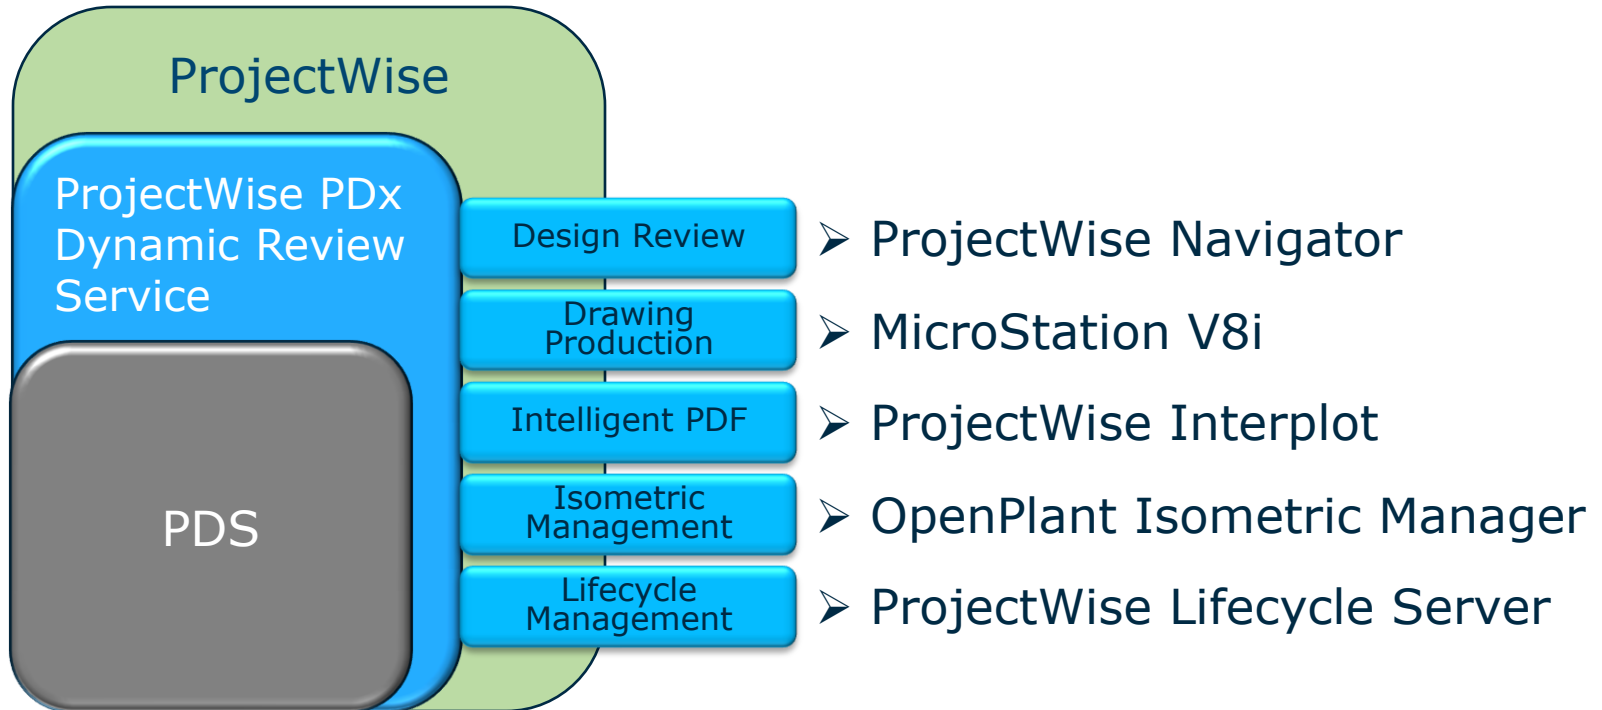 ProjectWise
ProjectWise PDx
Dynamic Review
Service
PDS
Design Review
➢ ProjectWise Navigator
Drawing
Production
➢ MicroStation V8i
Intelligent PDF
➢ ProjectWise Interplot
Isometric
Management
➢ OpenPlant Isometric Manager
Lifecycle
Management
➢ ProjectWise Lifecycle Server